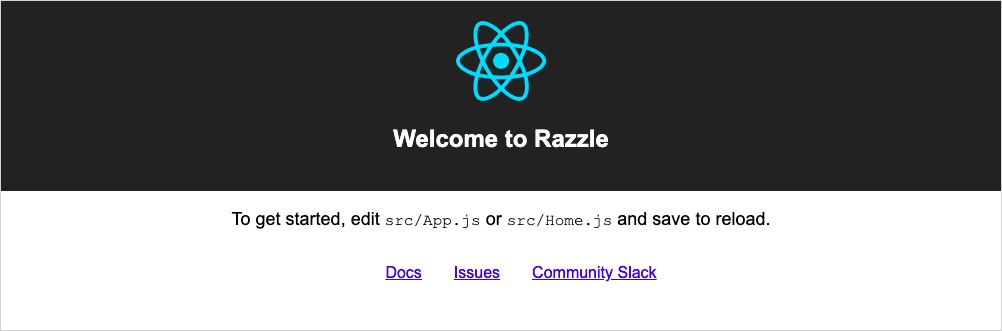 Welcome to Razzle
To get started, edit src/App.js or src/Home.js and save to reload.
Docs Issues Community Slack